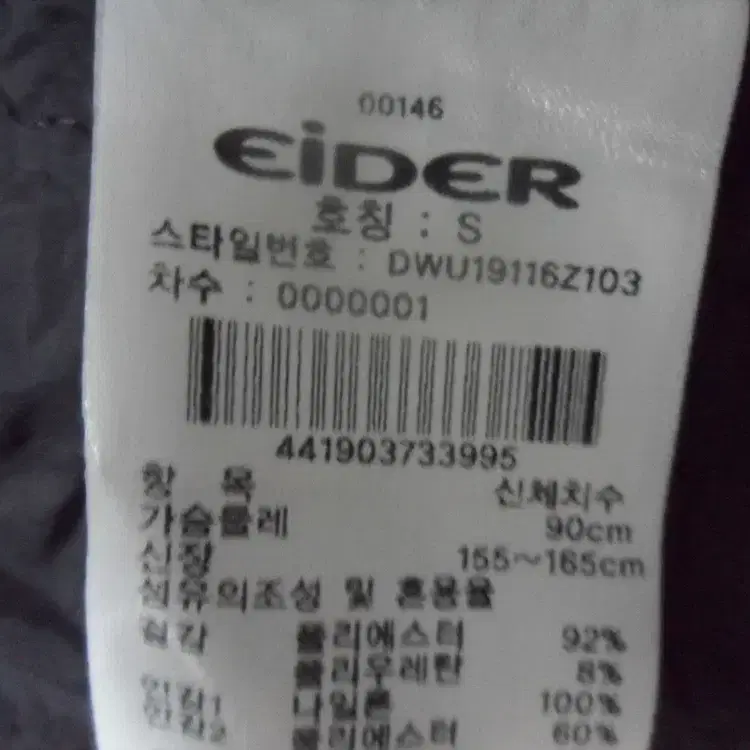 00146
EiDER
호칭 : S
스타일번호 : DWU19116Z103
차수 : 0000001
441903733995
항 목 신체치수
가슴둘레 90cm
신장 155~165cm
섬유의조성 및 혼용율
겉감 폴리에스터 92%
폴리우레탄 8%
안감1 나일론 100%
안감2 폴리에스터 60%